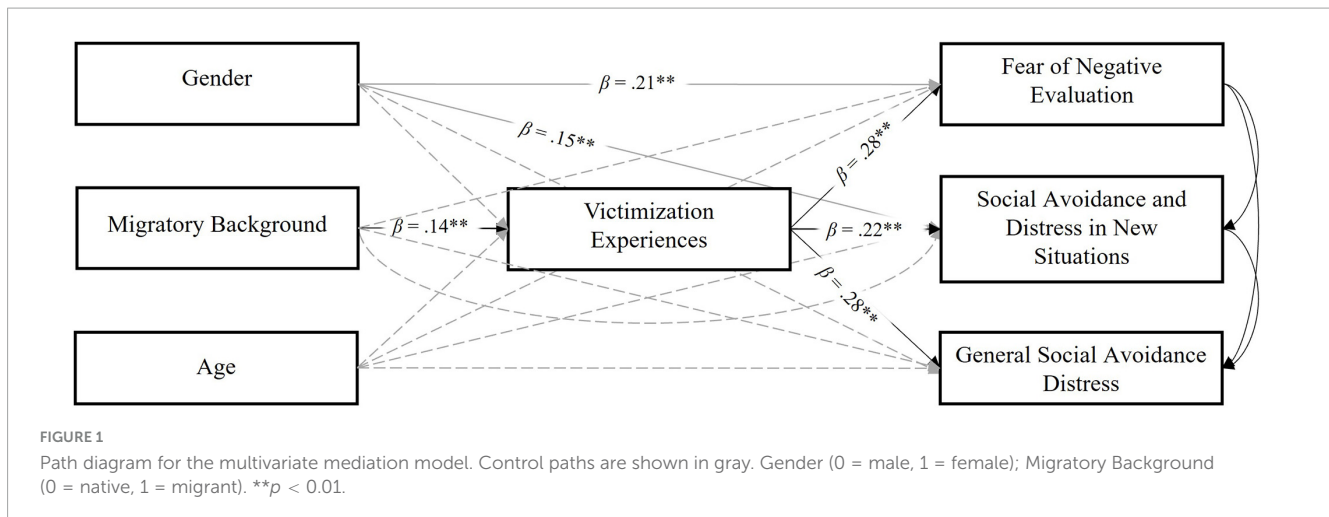 Gender
β = .21**
Fear of Negative
Evaluation
β = .15**
β = .28**
Migratory Background
β = .14**
Victimization
Experiences
β = .22**
Social Avoidance and
Distress in New
Situations
β = .28**
Age
General Social Avoidance
Distress
FIGURE 1
Path diagram for the multivariate mediation model. Control paths are shown in gray. Gender (0 = male, 1 = female); Migratory Background
(0 = native, 1 = migrant). **p < 0.01.